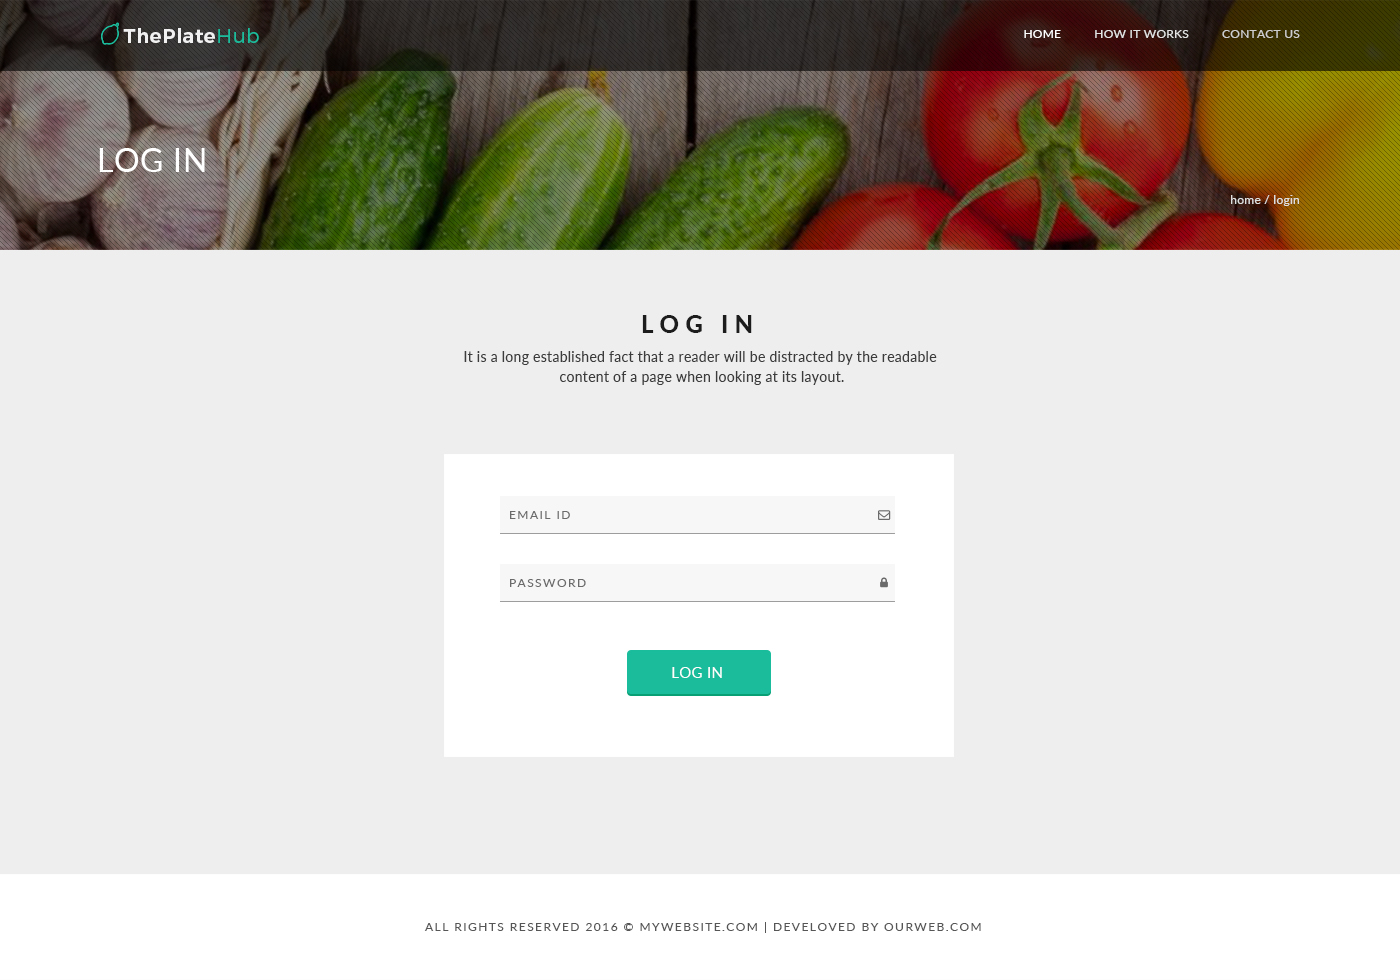 ThePlateHub
HOME HOW IT WORKS CONTACT US
LOG IN
home / login
LOG IN
It is a long established fact that a reader will be distracted by the readable
content of a page when looking at its layout.
EMAIL ID
PASSWORD
LOG IN
ALL RIGHTS RESERVED 2016 © MYWEBSITE.COM | DEVELOVED BY OURWEB.COM